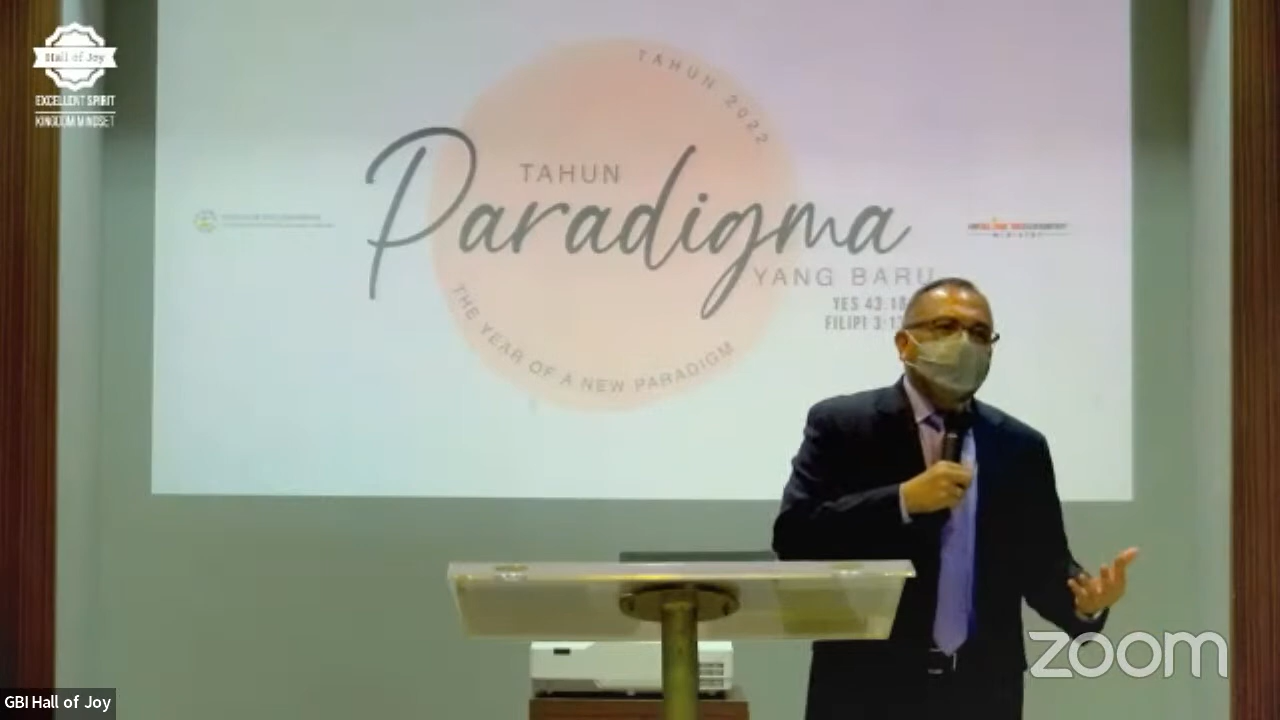 Hall of Joy
EXCELLENT SPIRIT
KINGDOM MINDSET
TAHUN 2022
TAHUN
Paradigma
YANG BARU
YES 43:18
FILIPI 3:1
THE YEAR OF A NEW PARADIGM
zoom
GBI Hall of Joy